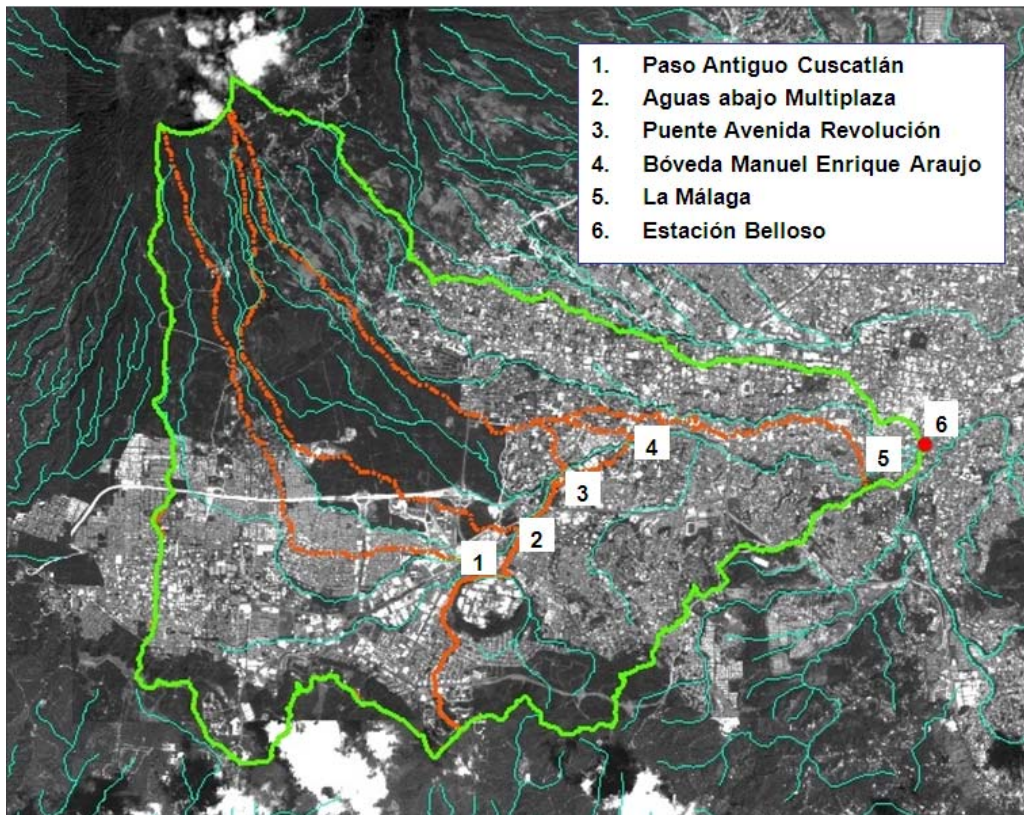 1. Paso Antiguo Cuscatlán
2. Aguas abajo Multiplaza
3. Puente Avenida Revolución
4. Bóveda Manuel Enrique Araujo
5. La Málaga
6. Estación Belloso
6
4
5
3
2
1